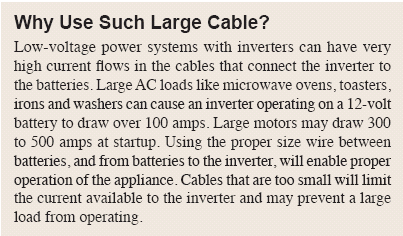 Why Use Such Large Cable?
Low-voltage power systems with inverters can have very
high current flows in the cables that connect the inverter to
the batteries. Large AC loads like microwave ovens, toasters,
irons and washers can cause an inverter operating on a 12-volt
battery to draw over 100 amps. Large motors may draw 300
to 500 amps at startup. Using the proper size wire between
batteries, and from batteries to the inverter, will enable proper
operation of the appliance. Cables that are too small will limit
the current available to the inverter and may prevent a large
load from operating.